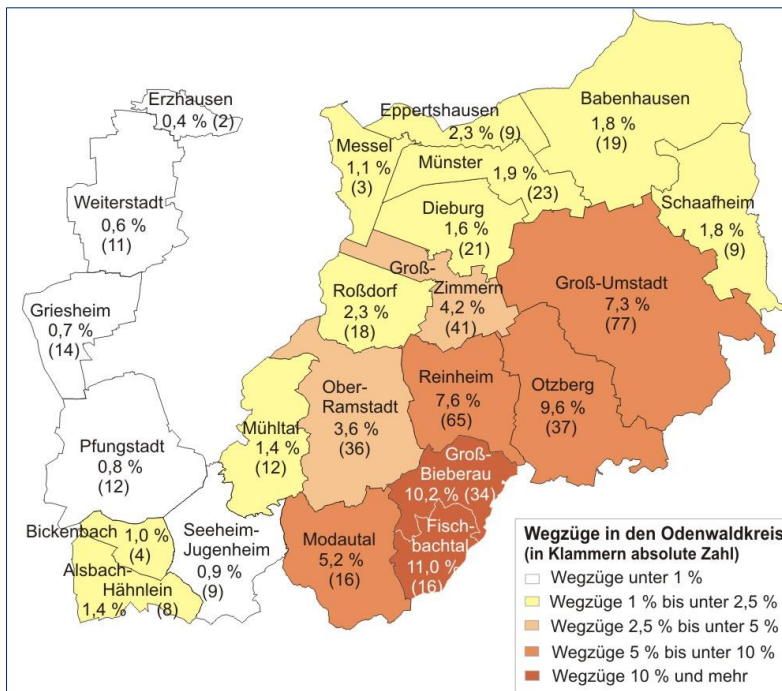 Erzhausen
0,4 % (2)
Weiterstadt
0,6 %
(11)
Griesheim
0,7 %
(14)
Pfungstadt
0,8 %
(12)
Bickenbach
1,0 %
(4)
Alsbach-
Hähnlein
1,4 %
(8)
Seeheim-
Jugenheim
0,9 %
(9)
Eppertshausen
2,3 % (9)
Messel
1,1 %
(3)
Münster
1,9 %
(23)
Babenhausen
1,8 %
(19)
Schaafheim
1,8 %
(9)
Dieburg
1,6 %
(21)
Groß-
Zimmern
4,2 %
(41)
Roßdorf
2,3 %
(18)
Groß-Umstadt
7,3 %
(77)
Mühltal
1,4 %
(12)
Ober-
Ramstadt
3,6 %
(36)
Reinheim
7,6 %
(65)
Otzberg
9,6 %
(37)
Groß-
Bieberau
10,2 % (34)
Fisch-
bachtal
11,0 %
(16)
Modautal
5,2 %
(16)
Wegzüge in den Odenwaldkreis
(in Klammern absolute Zahl)
Wegzüge unter 1 %
Wegzüge 1 % bis unter 2,5 %
Wegzüge 2,5 % bis unter 5 %
Wegzüge 5 % bis unter 10 %
Wegzüge 10 % und mehr